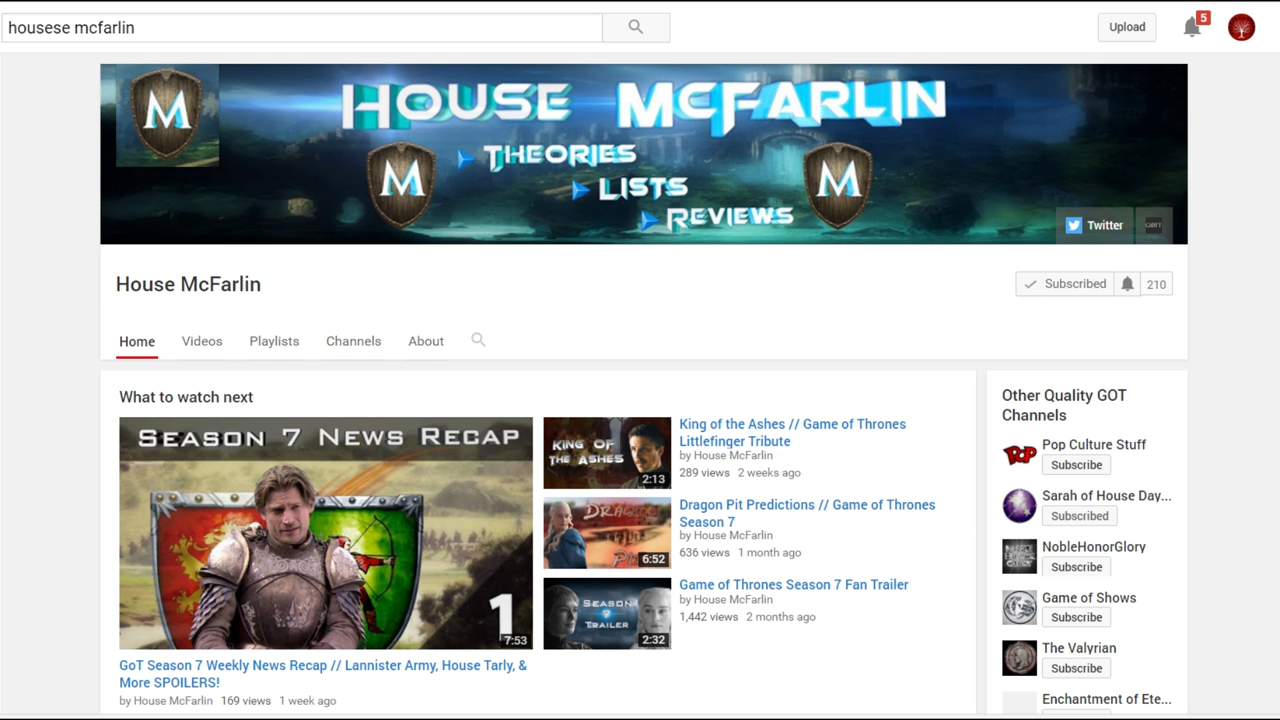 housese mcfarlin
Upload
5
M
HOUSE MCFARLIN
THEORIES
M
M
LISTS
REVIEWS
Twitter
House McFarlin
Subscribed
210
Home
Videos
Playlists
Channels
About
What to watch next
SEASON 7 NEWS RECAP
1
7:53
GoT Season 7 Weekly News Recap // Lannister Army, House Tarly, &
More SPOILERS!
by House McFarlin 169 views 1 week ago
KING OF
THE ASHES
2:13
King of the Ashes // Game of Thrones
Littlefinger Tribute
by House McFarlin
289 views 2 weeks ago
6:52
Dragon Pit Predictions // Game of Thrones
Season 7
by House McFarlin
636 views 1 month ago
SEASON
7
TRAILER
2:32
Game of Thrones Season 7 Fan Trailer
by House McFarlin
1,442 views 2 months ago
Other Quality GOT
Channels
POP
Pop Culture Stuff
Subscribe
Sarah of House Day...
Subscribed
NobleHonorGlory
Subscribe
Game of Shows
Subscribe
The Valyrian
Subscribe
Enchantment of Ete...